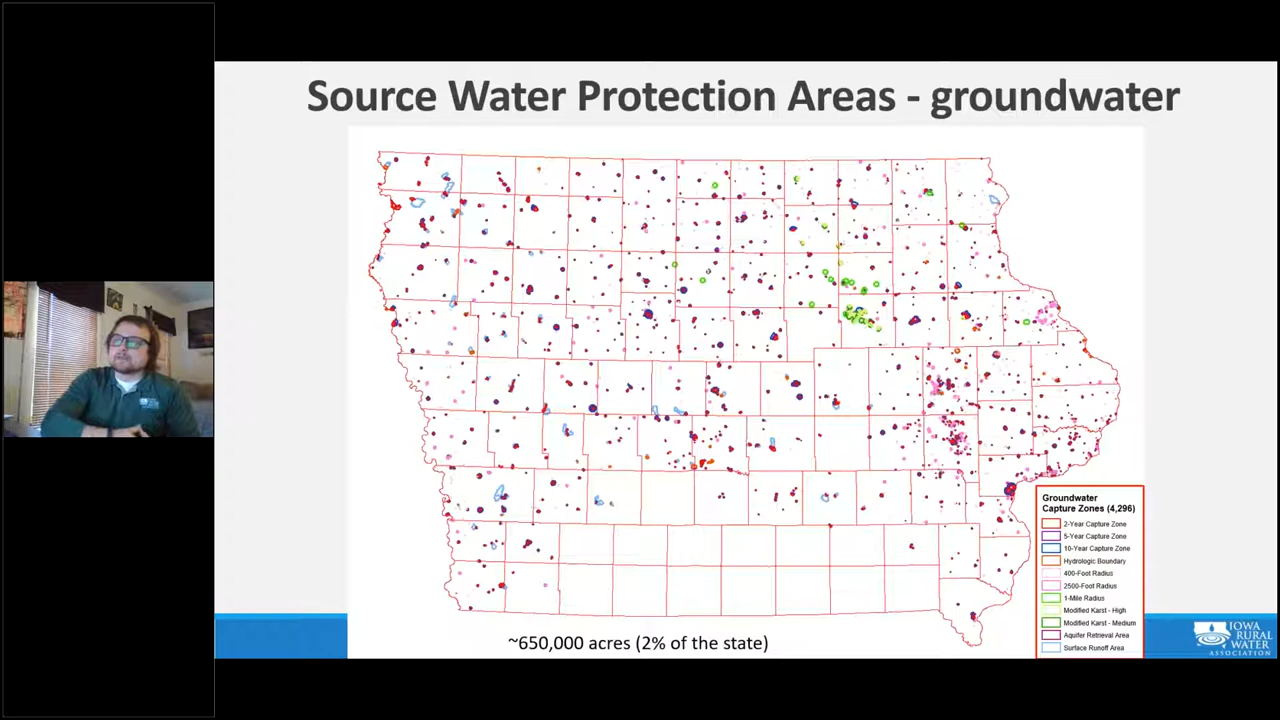 Source Water Protection Areas - groundwater
Groundwater
Capture Zones (4,296)
2-Year Capture Zone
5-Year Capture Zone
10-Year Capture Zone
Hydrologic Boundary
400-Foot Radius
2500-Foot Radius
1-Mile Radius
Modified Karst - High
Modified Karst - Medium
Aquifer Retrieval Area
Surface Runoff Area
~650,000 acres (2% of the state)
IOWA
RURAL
WATER
ASSOCIATION